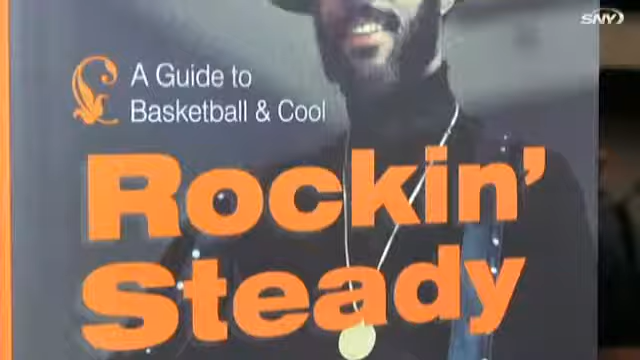 SNY
A Guide to
Basketball & Cool
Rockin'
Steady